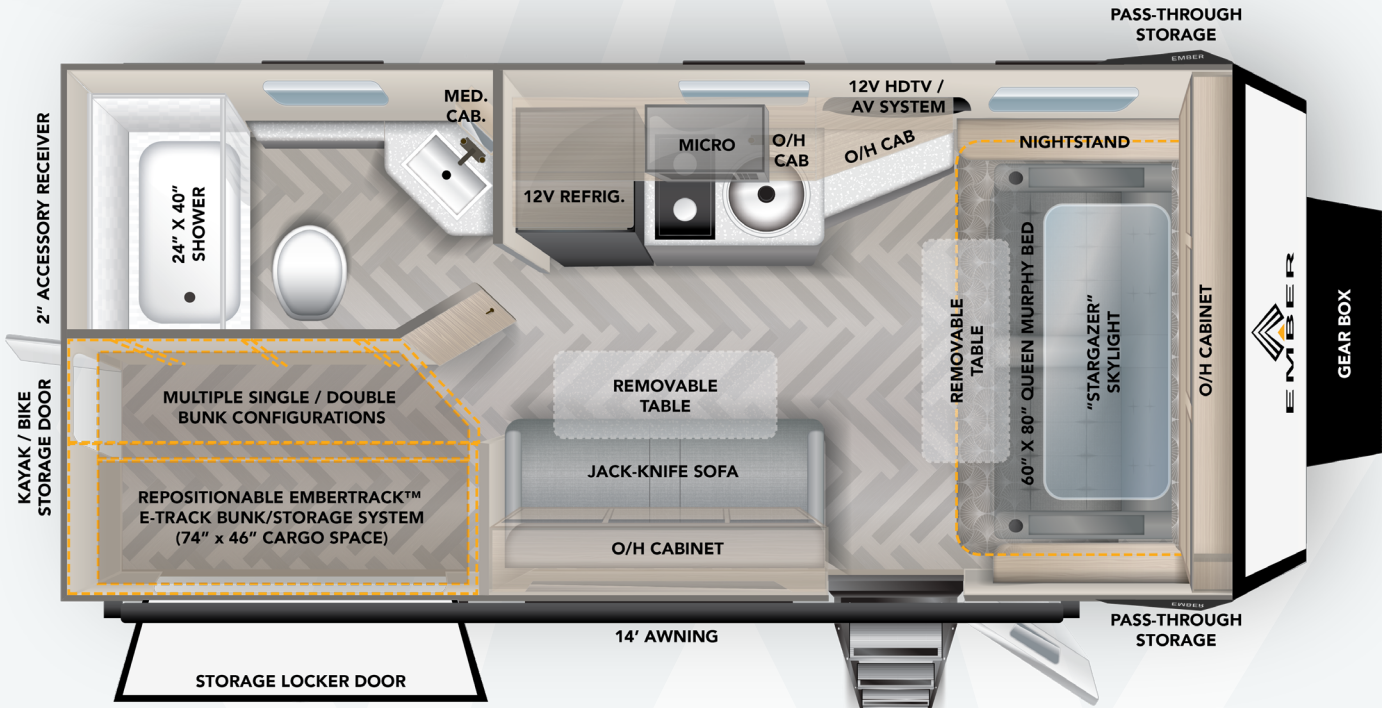 PASS-THROUGH
STORAGE
EMBER
2” ACCESSORY RECEIVER
24” X 40”
SHOWER
MED.
CAB.
12V REFRIG.
MICRO
O/H
CAB
O/H CAB
12V HDTV /
AV SYSTEM
NIGHTSTAND
REMOVABLE
TABLE
60” X 80” QUEEN MURPHY BED
“STARGAZER”
SKYLIGHT
O/H CABINET
EMBER
GEAR BOX
KAYAK / BIKE
STORAGE DOOR
MULTIPLE SINGLE / DOUBLE
BUNK CONFIGURATIONS
REPOSITIONABLE EMBERTRACK™
E-TRACK BUNK/STORAGE SYSTEM
(74” x 46” CARGO SPACE)
REMOVABLE
TABLE
JACK-KNIFE SOFA
O/H CABINET
EMBER
PASS-THROUGH
STORAGE
14’ AWNING
STORAGE LOCKER DOOR